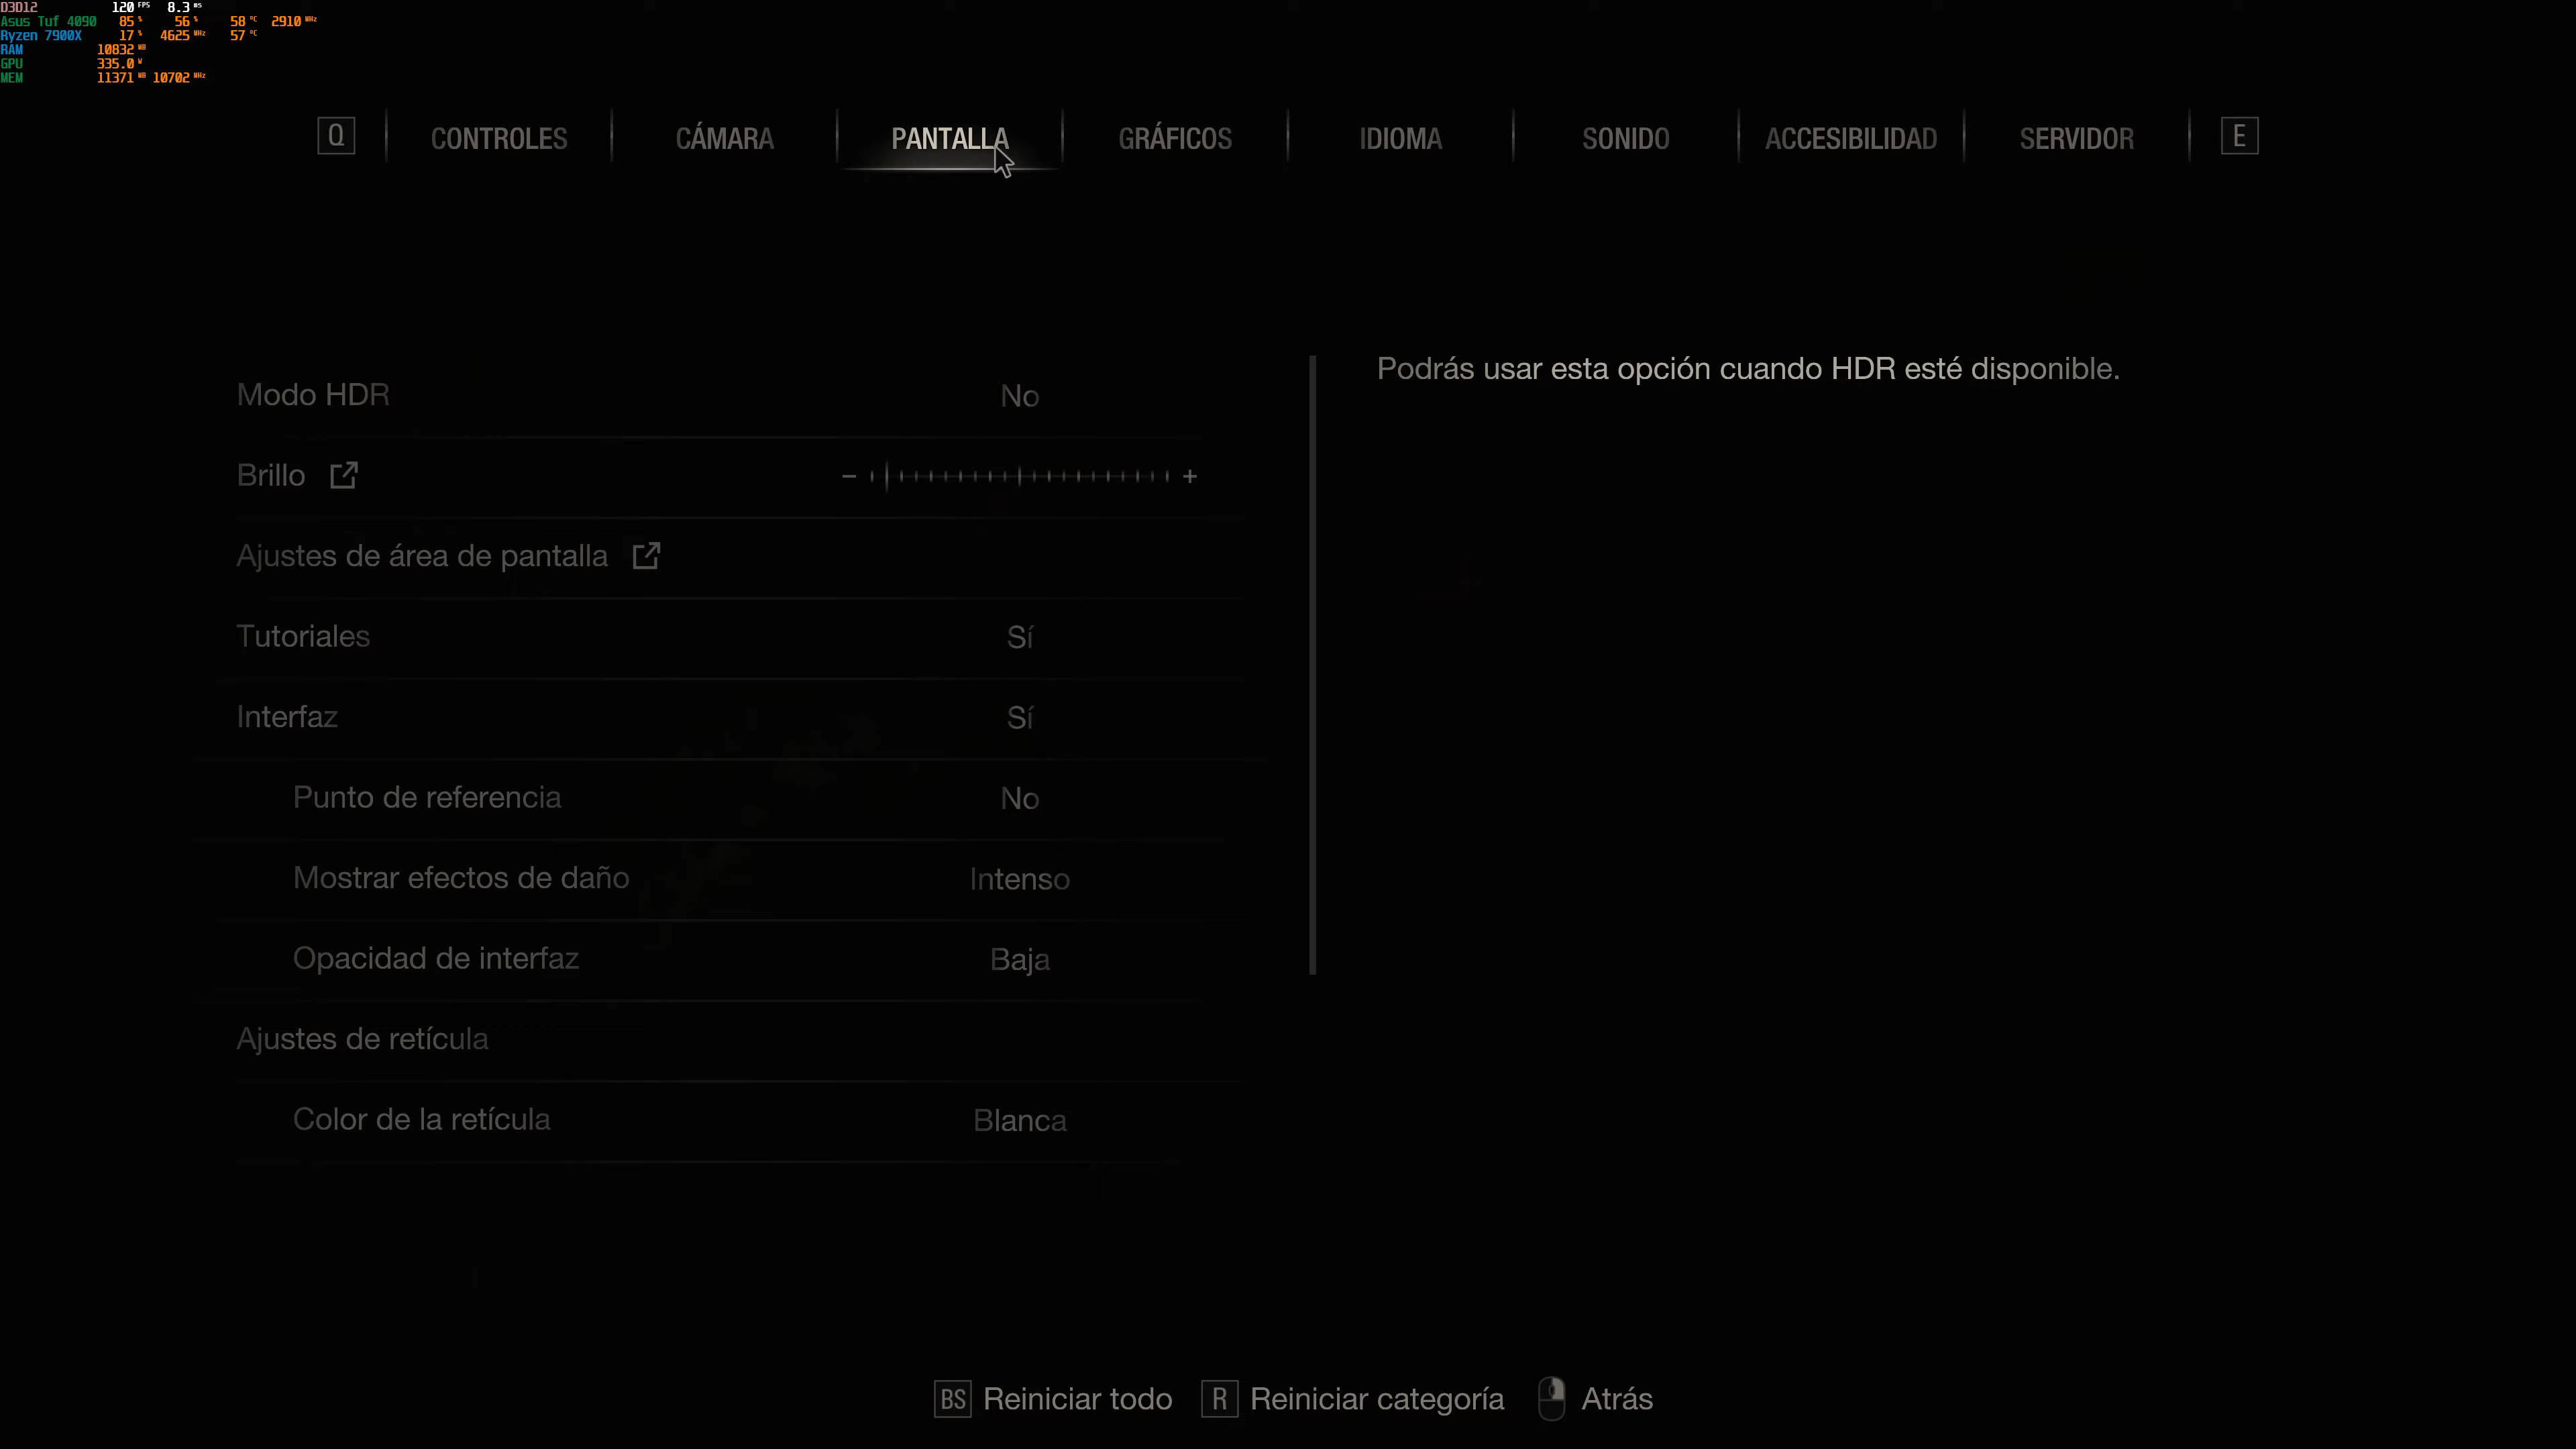 D3D12 120 FPS 8.3 ms
Asus Tuf 4090 85 % 56 % 58 °C 2910 MHz
Ryzen 7900X 17 % 4625 MHz 57 °C
RAM 10832 MB
GPU 335.0 W
MEM 11371 MB 10702 MHz
Q CONTROLES CÁMARA PANTALLA GRÁFICOS IDIOMA SONIDO ACCESIBILIDAD SERVIDOR E
Modo HDR No
Podrás usar esta opción cuando HDR esté disponible.
Brillo − +
Ajustes de área de pantalla
Tutoriales Sí
Interfaz Sí
Punto de referencia No
Mostrar efectos de daño Intenso
Opacidad de interfaz Baja
Ajustes de retícula
Color de la retícula Blanca
BS Reiniciar todo R Reiniciar categoría Atrás